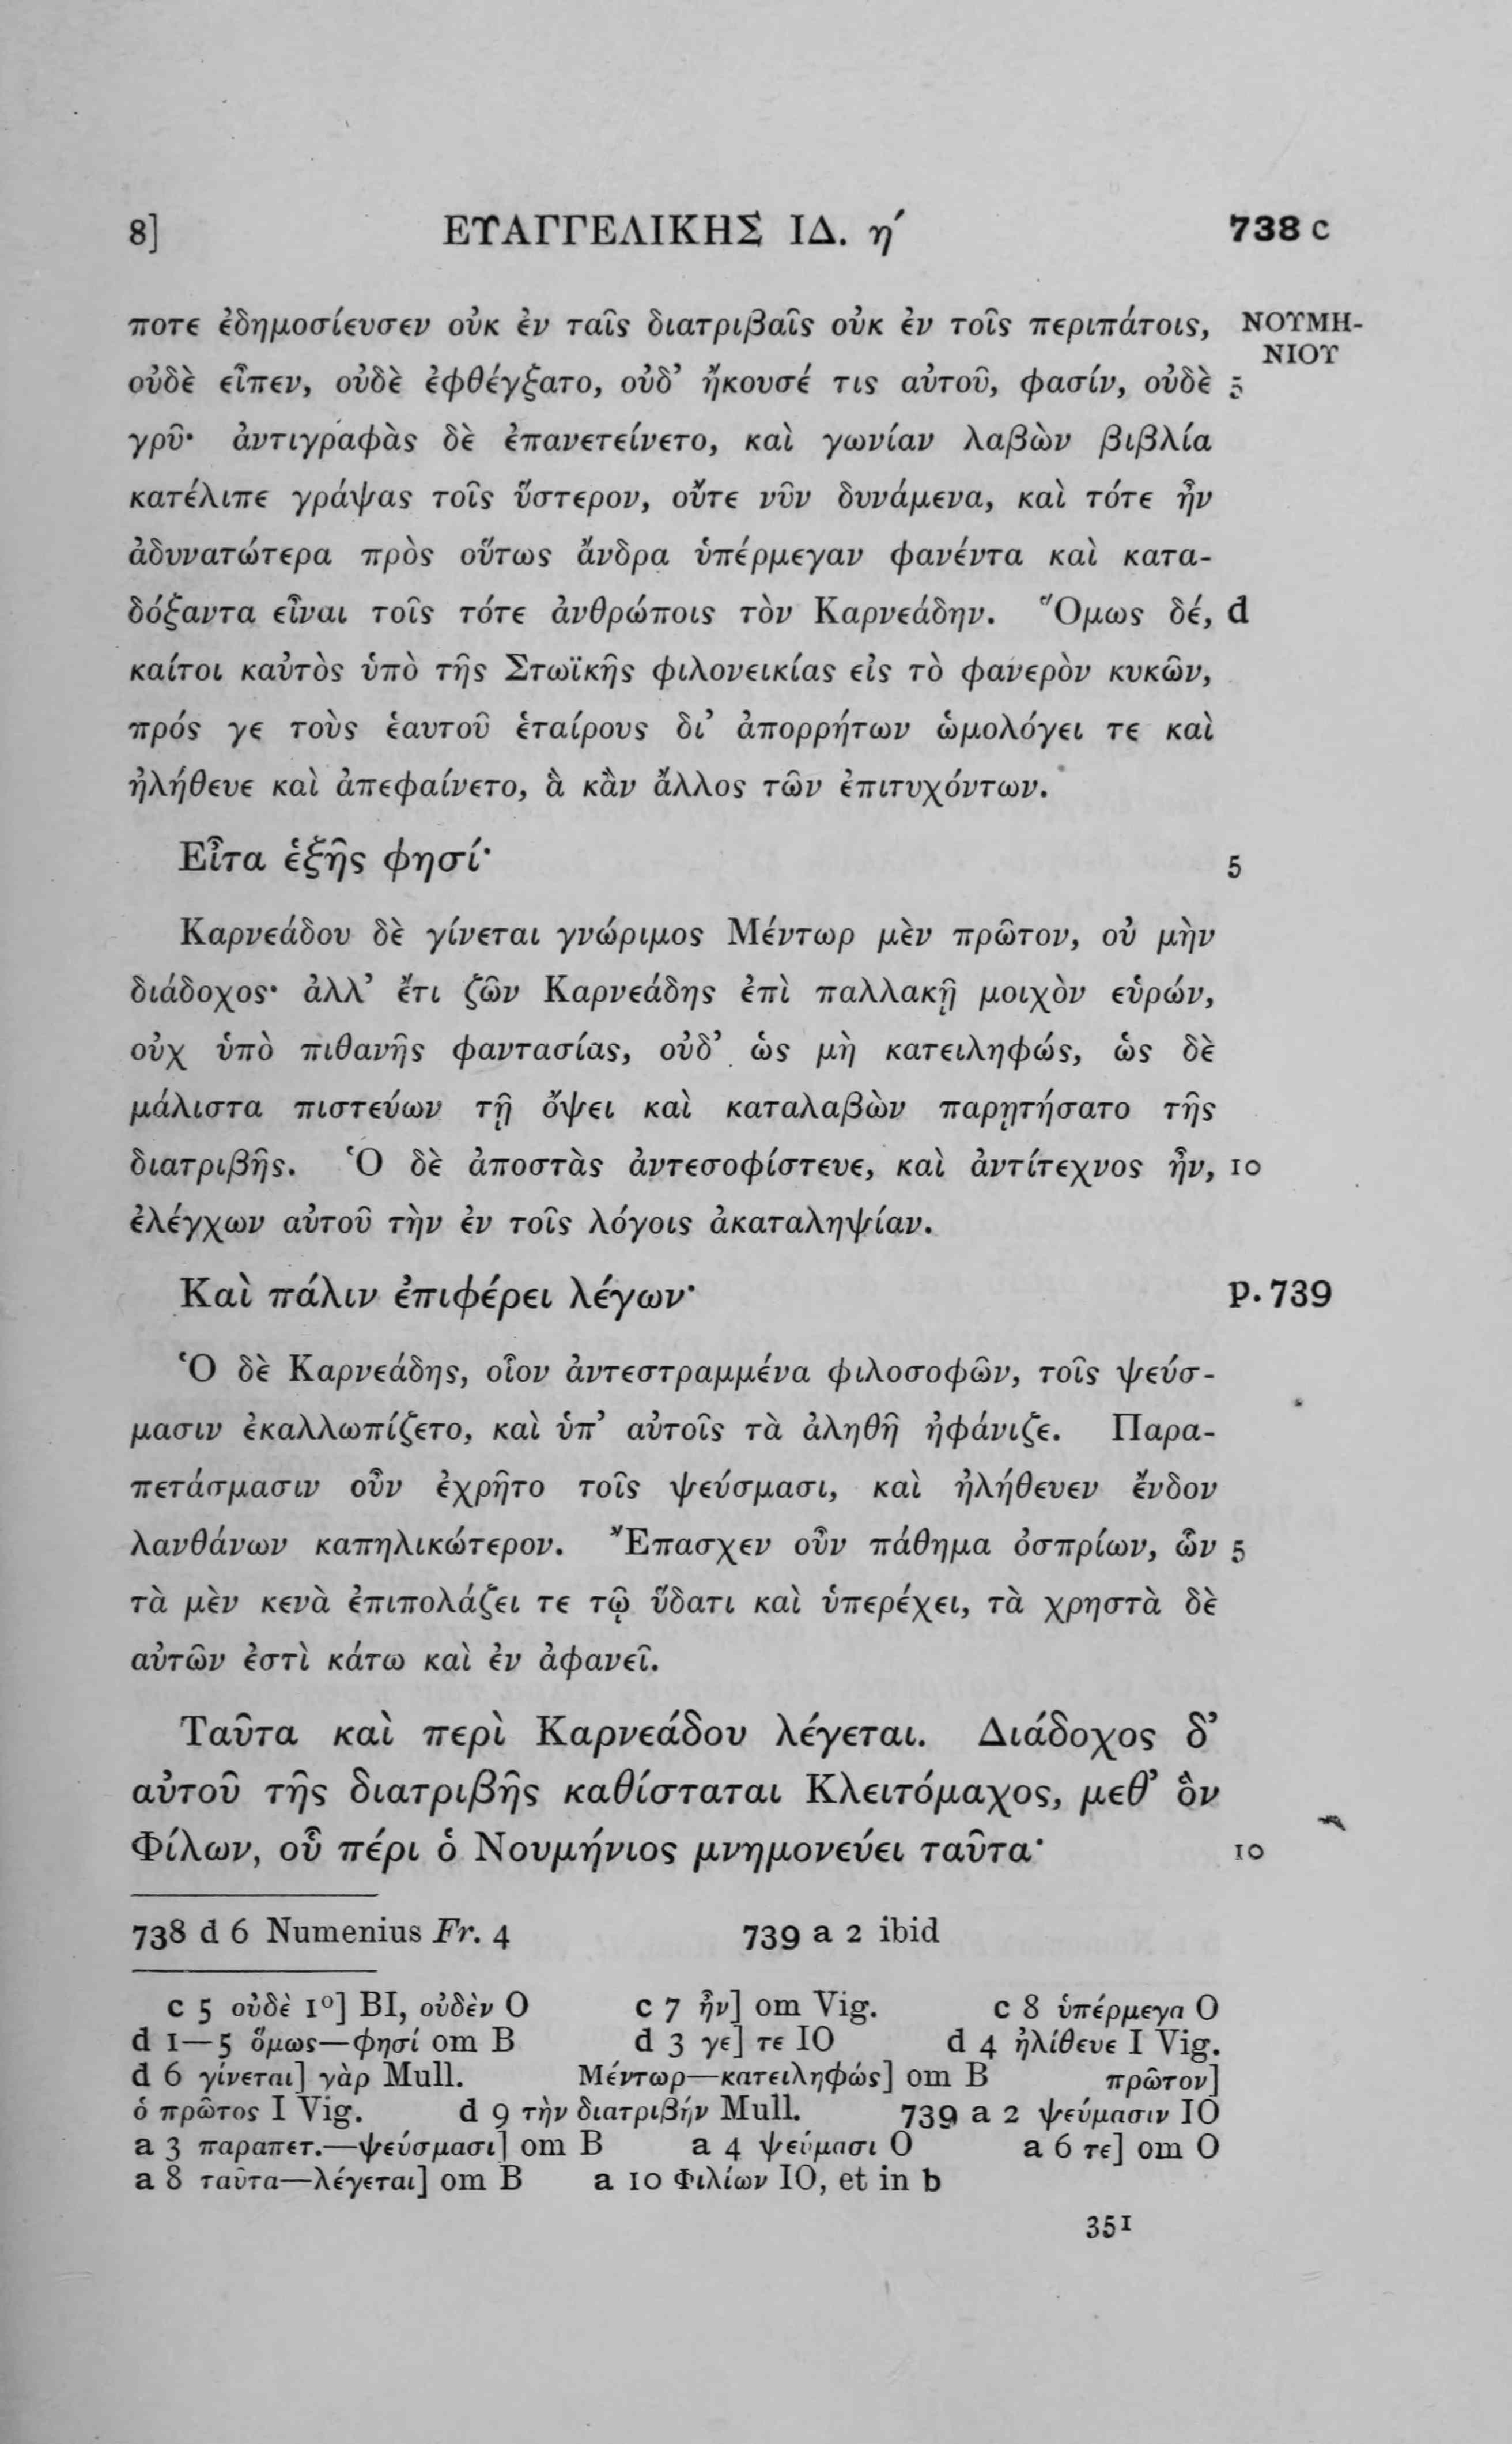 8] ΕΥΑΓΓΕΛΙΚΗΣ ΙΔ. η΄ 738 c
ποτε ἐδημοσίευσεν οὐκ ἐν ταῖς διατριβαῖς οὐκ ἐν τοῖς περιπάτοις, ΝΟΥΜΗ-
ΝΙΟΥ
οὐδὲ εἶπεν, οὐδὲ ἐφθέγξατο, οὐδ’ ἤκουσέ τις αὐτοῦ, φασίν, οὐδὲ 5
γρῦ· ἀντιγραφὰς δὲ ἐπανετείνετο, καὶ γωνίαν λαβὼν βιβλία
κατέλιπε γράψας τοῖς ὕστερον, οὔτε νῦν δυνάμενα, καὶ τότε ἦν
ἀδυνατώτερα πρὸς οὕτως ἄνδρα ὑπέρμεγαν φανέντα καὶ κατα-
δόξαντα εἶναι τοῖς τότε ἀνθρώποις τὸν Καρνεάδην. Ὅμως δέ, d
καίτοι καὐτὸς ὑπὸ τῆς Στωϊκῆς φιλονεικίας εἰς τὸ φανερὸν κυκῶν,
πρός γε τοὺς ἑαυτοῦ ἑταίρους δι’ ἀπορρήτων ὡμολόγει τε καὶ
ἠλήθευε καὶ ἀπεφαίνετο, ἃ κἂν ἄλλος τῶν ἐπιτυχόντων.
Εἶτα ἑξῆς φησί· 5
Καρνεάδου δὲ γίνεται γνώριμος Μέντωρ μὲν πρῶτον, οὐ μὴν
διάδοχος· ἀλλ’ ἔτι ζῶν Καρνεάδης ἐπὶ παλλακῇ μοιχὸν εὑρών,
οὐχ ὑπὸ πιθανῆς φαντασίας, οὐδ’ ὡς μὴ κατειληφώς, ὡς δὲ
μάλιστα πιστεύων τῇ ὄψει καὶ καταλαβὼν παρῃτήσατο τῆς
διατριβῆς. Ὁ δὲ ἀποστὰς ἀντεσοφίστευε, καὶ ἀντίτεχνος ἦν, 10
ἐλέγχων αὐτοῦ τὴν ἐν τοῖς λόγοις ἀκαταληψίαν.
Καὶ πάλιν ἐπιφέρει λέγων· p. 739
Ὁ δὲ Καρνεάδης, οἷον ἀντεστραμμένα φιλοσοφῶν, τοῖς ψεύσ-
μασιν ἐκαλλωπίζετο, καὶ ὑπ’ αὐτοῖς τὰ ἀληθῆ ἠφάνιζε. Παρα-
πετάσμασιν οὖν ἐχρῆτο τοῖς ψεύσμασι, καὶ ἠλήθευεν ἔνδον
λανθάνων καπηλικώτερον. Ἔπασχεν οὖν πάθημα ὀσπρίων, ὧν 5
τὰ μὲν κενὰ ἐπιπολάζει τε τῷ ὕδατι καὶ ὑπερέχει, τὰ χρηστὰ δὲ
αὐτῶν ἐστὶ κάτω καὶ ἐν ἀφανεῖ.
Ταῦτα καὶ περὶ Καρνεάδου λέγεται. Διάδοχος δ’
αὐτοῦ τῆς διατριβῆς καθίσταται Κλειτόμαχος, μεθ’ ὃν
Φίλων, οὗ πέρι ὁ Νουμήνιος μνημονεύει ταῦτα· 10
738 d 6 Numenius Fr. 4 739 a 2 ibid
c 5 οὐδὲ 1º] BI, οὐδὲν O c 7 ἦν] om Vig. c 8 ὑπέρμεγα O
d 1—5 ὅμως—φησί om B d 3 γε] τε IO d 4 ἠλίθευε I Vig.
d 6 γίνεται] γὰρ Mull. Μέντωρ—κατειληφώς] om B πρῶτον]
ὁ πρῶτος I Vig. d 9 τὴν διατριβήν Mull. 739 a 2 ψεύμασιν IO
a 3 παραπετ.—ψεύσμασι] om B a 4 ψεύμασι O a 6 τε] om O
a 8 ταῦτα—λέγεται] om B a 10 Φιλίων IO, et in b
351